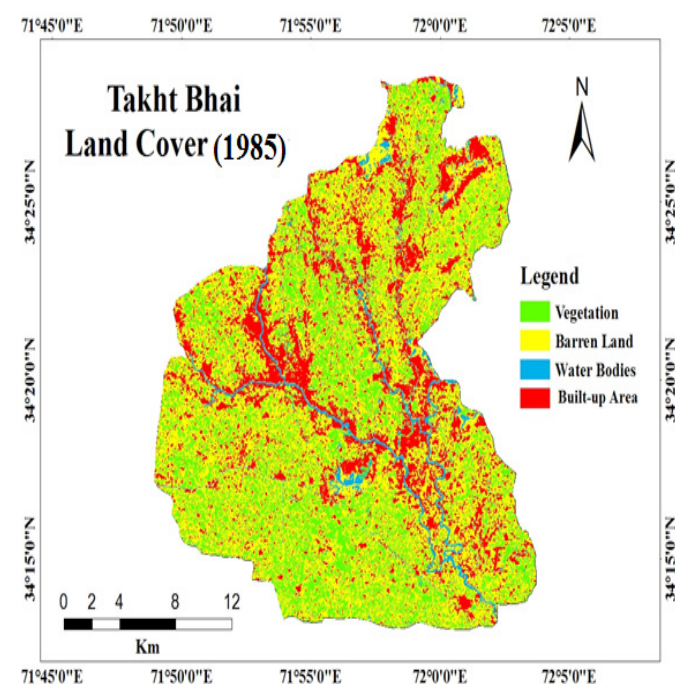 71°45'0"E 71°50'0"E 71°55'0"E 72°0'0"E 72°5'0"E
Takht Bhai
Land Cover (1985)
N
34°25'0"N 34°25'0"N
Legend
Vegetation
Barren Land
Water Bodies
Built-up Area
34°20'0"N 34°20'0"N
34°15'0"N 34°15'0"N
0 2 4 8 12
Km
71°45'0"E 71°50'0"E 71°55'0"E 72°0'0"E 72°5'0"E